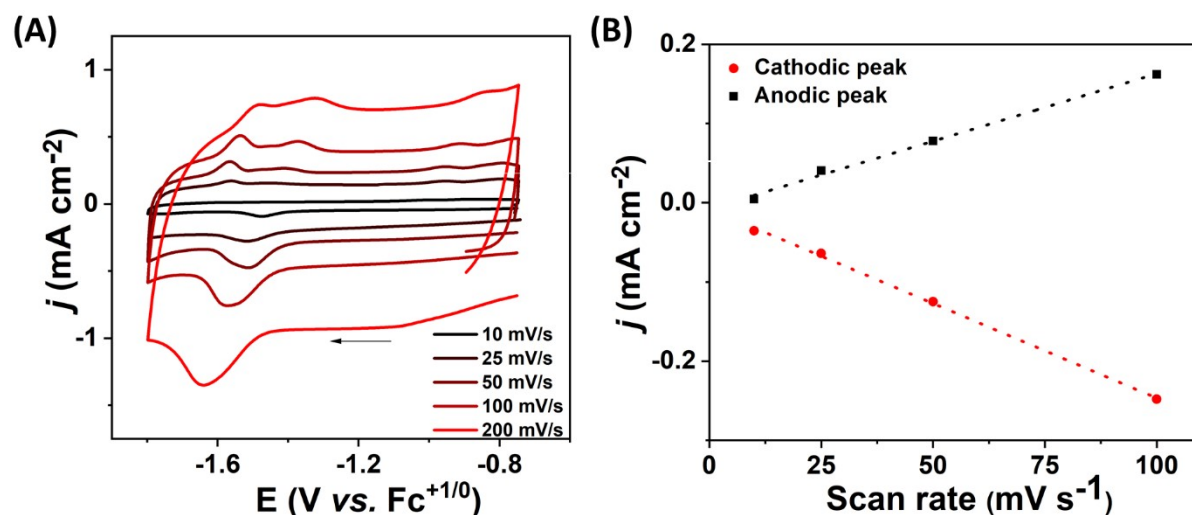 (A)
j (mA cm⁻²)
1
0
-1
10 mV/s
25 mV/s
50 mV/s
100 mV/s
200 mV/s
-1.6
-1.2
-0.8
E (V vs. Fc⁺¹/⁰)
(B)
j (mA cm⁻²)
0.2
0.0
-0.2
Cathodic peak
Anodic peak
0
25
50
75
100
Scan rate (mV s⁻¹)